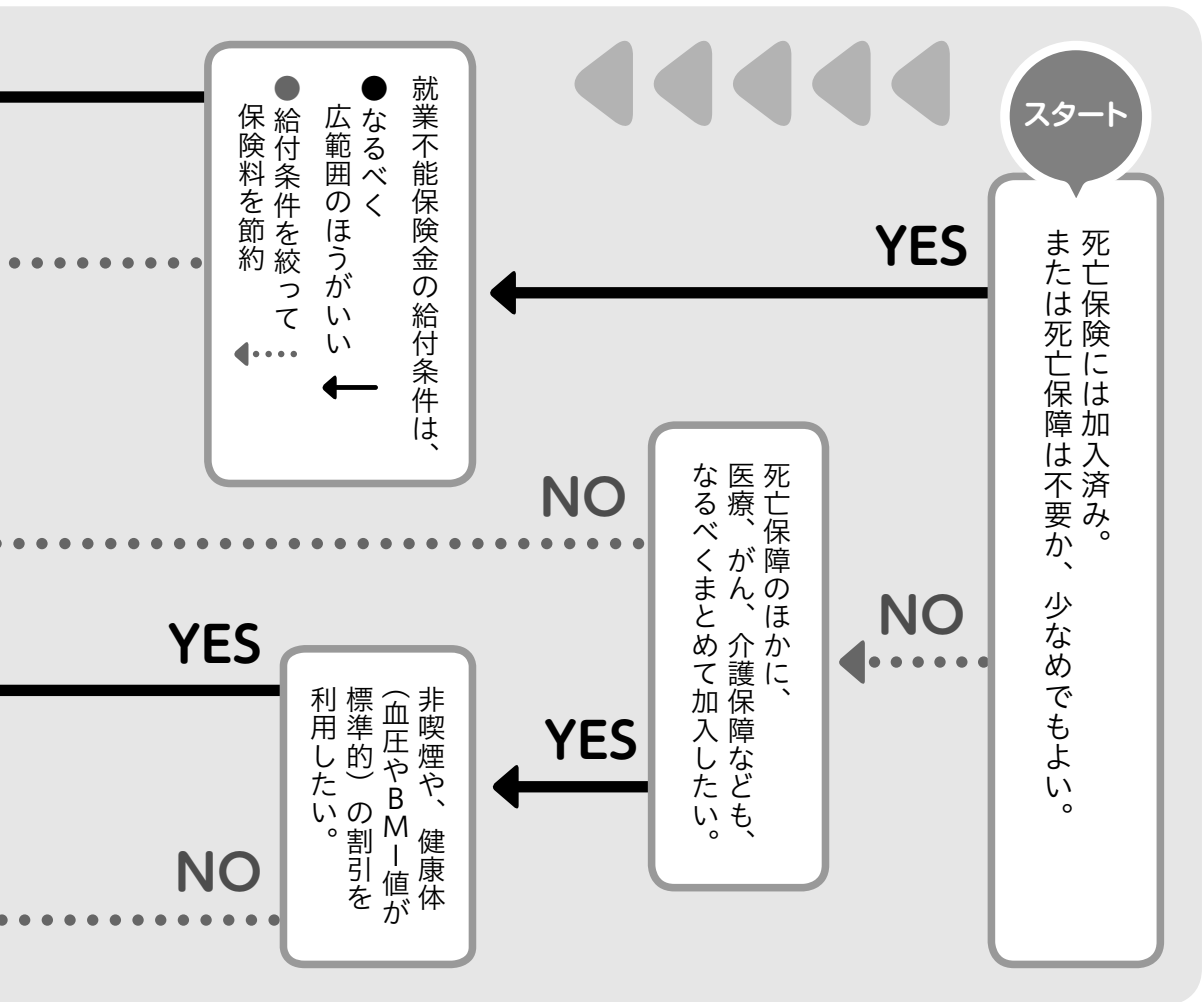 スタート
死亡保険には加入済み。
または死亡保障は不要か、少なめでもよい。
YES
NO
就業不能保険金の給付条件は、
●なるべく
広範囲のほうがいい
●給付条件を絞って
保険料を節約
死亡保障のほかに、
医療、がん、介護保障なども、
なるべくまとめて加入したい。
NO
YES
非喫煙や、健康体
（血圧やBMI値が
標準的）の割引を
利用したい。
YES
NO